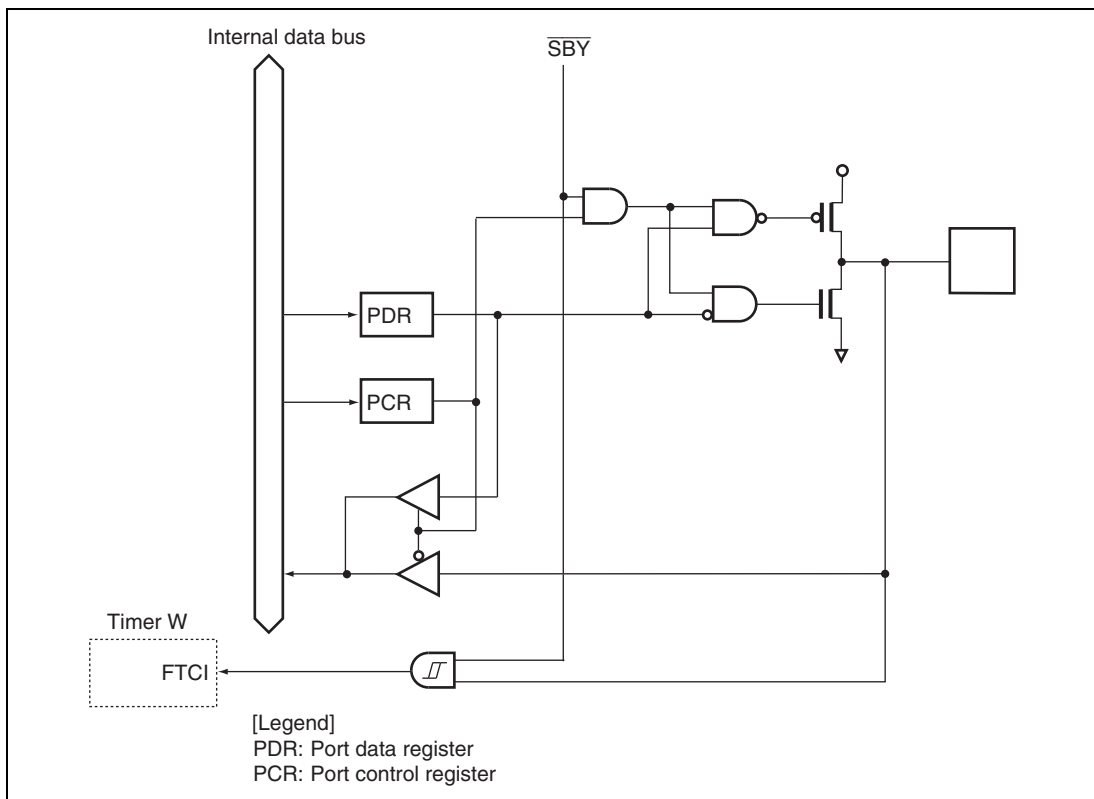 Internal data bus
SBY
PDR
PCR
Timer W
FTCI
[Legend]
PDR: Port data register
PCR: Port control register